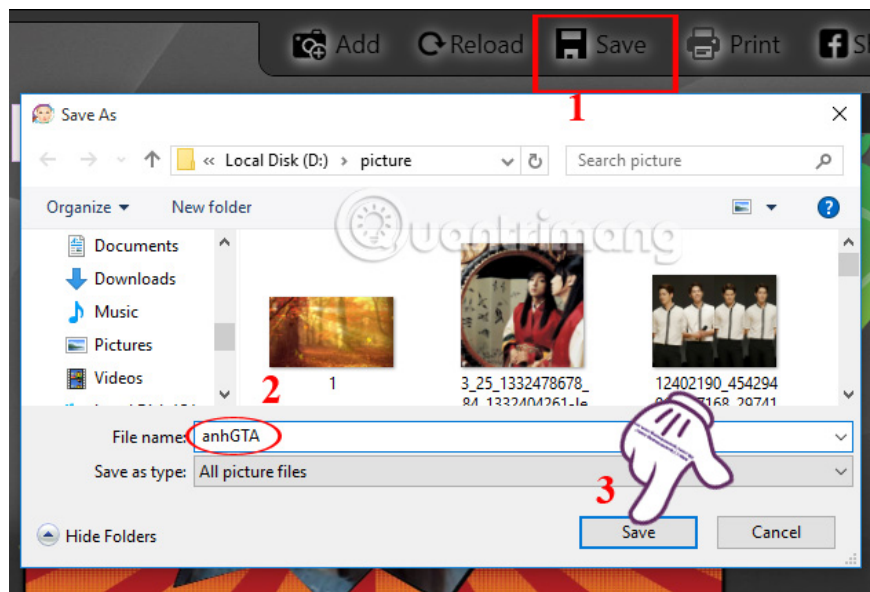 Add Reload Save Print
1
Save As
« Local Disk (D:) › picture
Search picture
Organize New folder
Quantrimang
Documents
Downloads
Music
Pictures
Videos
1
3_25_1332478678_
12402190_454294
2
File name: anhGTA
Save as type: All picture files
3
Hide Folders
Save Cancel